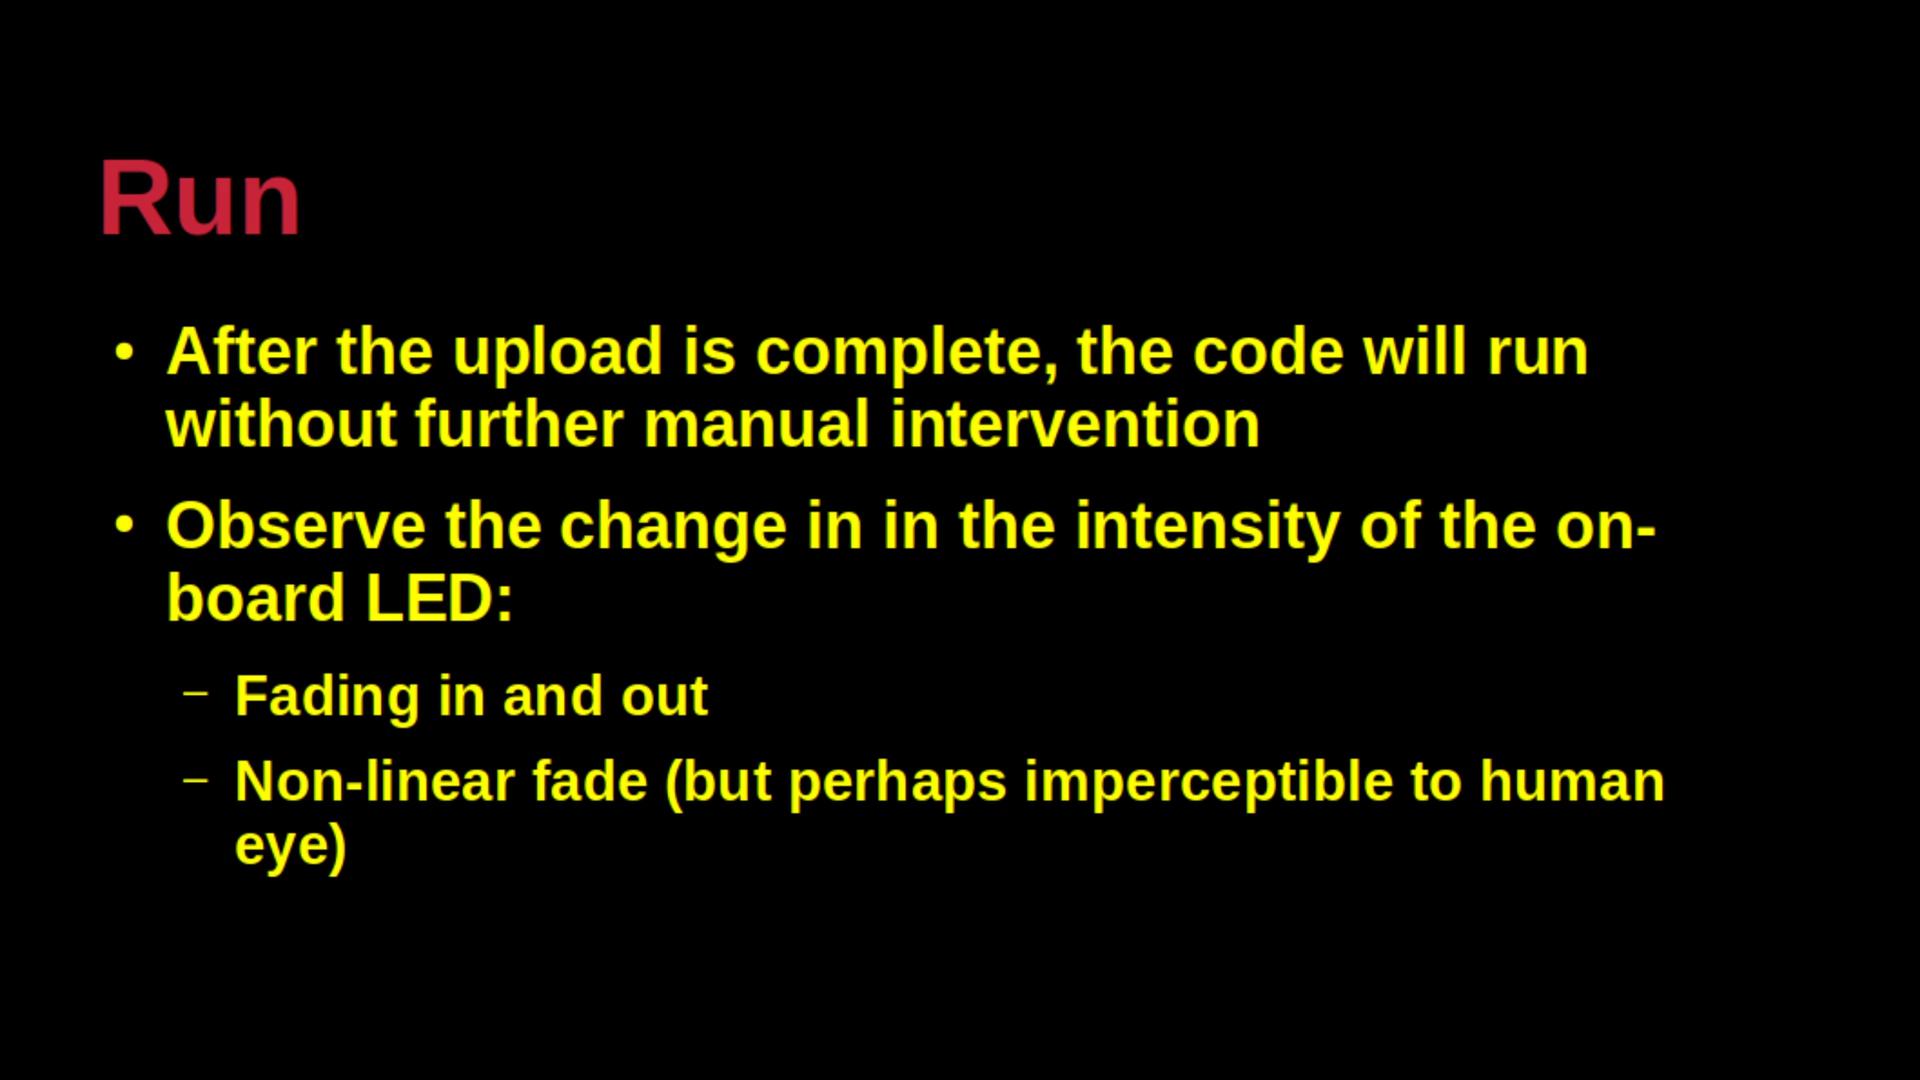 Run
• After the upload is complete, the code will run
without further manual intervention
• Observe the change in in the intensity of the on-
board LED:
– Fading in and out
– Non-linear fade (but perhaps imperceptible to human
eye)